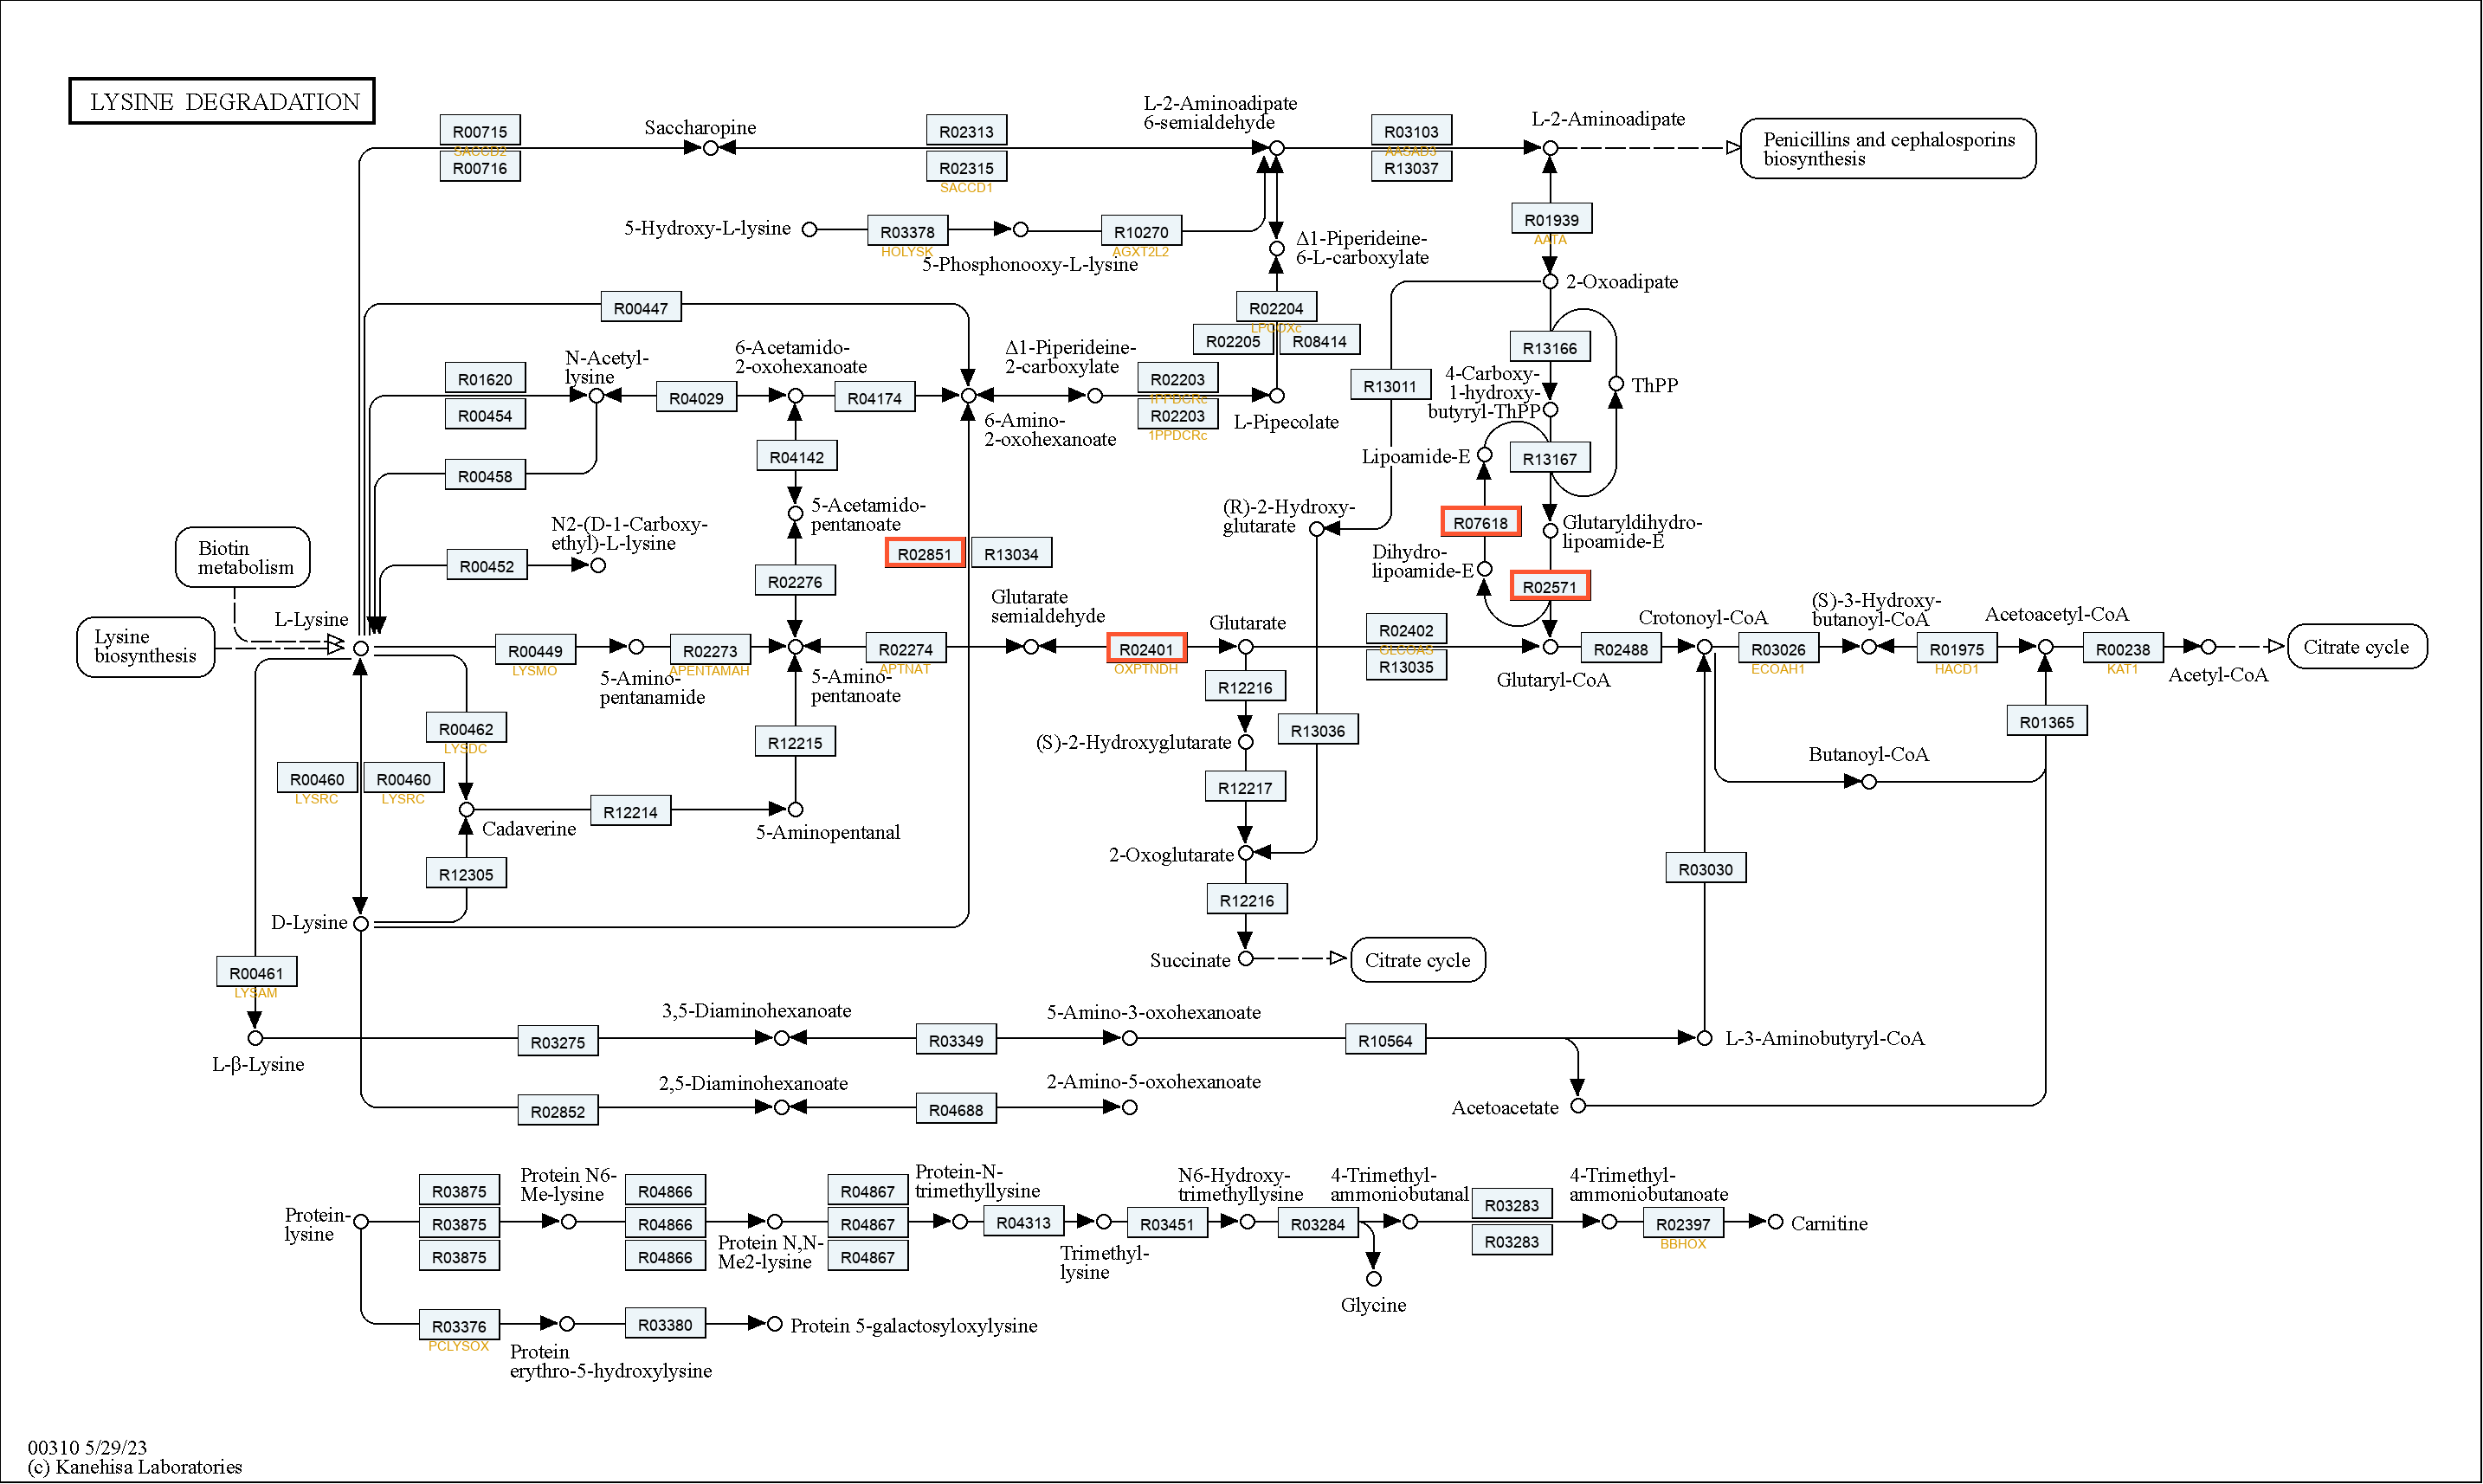 LYSINE DEGRADATION
R00715
SACCD2
R00716
Saccharopine
R02313
R02315
SACCD1
L-2-Aminoadipate
6-semialdehyde
R03103
AASAD3
R13037
L-2-Aminoadipate
Penicillins and cephalosporins
biosynthesis
5-Hydroxy-L-lysine
R03378
HOLYSK
5-Phosphonooxy-L-lysine
R10270
AGXT2L2
Δ1-Piperideine-
6-L-carboxylate
R01939
AATA
2-Oxoadipate
R00447
R02204
R02205
R08414
R13166
R13011
4-Carboxy-
1-hydroxy-
butyryl-ThPP
ThPP
R01620
R00454
N-Acetyl-
lysine
R04029
6-Acetamido-
2-oxohexanoate
R04174
6-Amino-
2-oxohexanoate
Δ1-Piperideine-
2-carboxylate
R02203
1PPDCRc
R02203
1PPDCRc
L-Pipecolate
R00458
R04142
Lipoamide-E
R13167
N2-(D-1-Carboxy-
ethyl)-L-lysine
5-Acetamido-
pentanoate
(R)-2-Hydroxy-
glutarate
R07618
Glutaryldihydro-
lipoamide-E
Biotin
metabolism
R00452
R02276
R02851
R13034
Dihydro-
lipoamide-E
R02571
Lysine
biosynthesis
L-Lysine
R00449
LYSMO
5-Amino-
pentanamide
R02273
APENTAMAH
5-Amino-
pentanoate
R02274
APTNAT
Glutarate
semialdehyde
R02401
OXPTNDH
Glutarate
R02402
R13035
Glutaryl-CoA
R02488
Crotonoyl-CoA
R03026
ECOAH1
(S)-3-Hydroxy-
butanoyl-CoA
R01975
HACD1
Acetoacetyl-CoA
R00238
KAT1
Acetyl-CoA
Citrate cycle
R12216
R00462
LYSDC
R12215
(S)-2-Hydroxyglutarate
R13036
R01365
Butanoyl-CoA
R00460
LYSRC
R00460
LYSRC
R12217
Cadaverine
R12214
5-Aminopentanal
2-Oxoglutarate
R12305
R03030
D-Lysine
R12216
R00461
LYSAM
Succinate
Citrate cycle
L-β-Lysine
R03275
3,5-Diaminohexanoate
R03349
5-Amino-3-oxohexanoate
R10564
L-3-Aminobutyryl-CoA
R02852
2,5-Diaminohexanoate
R04688
2-Amino-5-oxohexanoate
Acetoacetate
Protein-
lysine
R03875
R03875
R03875
Protein N6-
Me-lysine
R04866
R04866
R04866
Protein N,N-
Me2-lysine
R04867
R04867
R04867
Protein-N-
trimethyllysine
R04313
Trimethyl-
lysine
R03451
N6-Hydroxy-
trimethyllysine
R03284
Glycine
4-Trimethyl-
ammoniobutanal
R03283
R03283
4-Trimethyl-
ammoniobutanoate
R02397
BBHOX
Carnitine
R03376
PCLYSOX
Protein
erythro-5-hydroxylysine
R03380
Protein 5-galactosyloxylysine
00310 5/29/23
(c) Kanehisa Laboratories